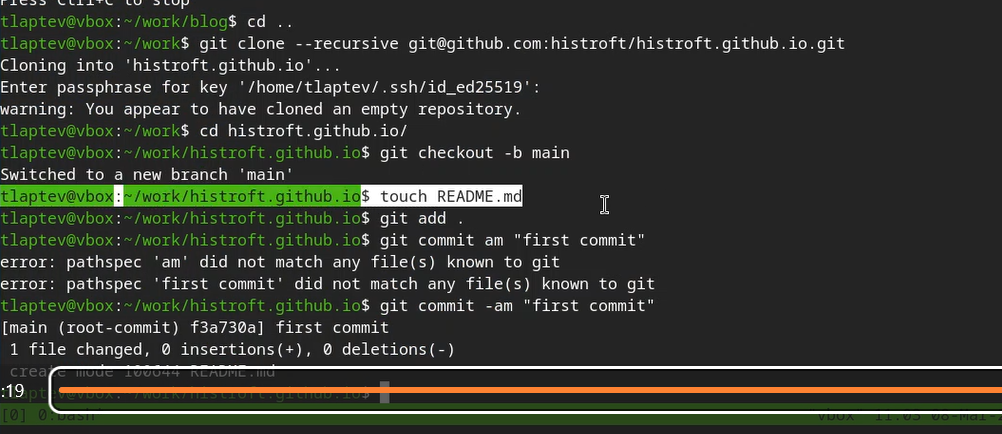 Press Ctrl+C to stop
tlaptev@vbox:~/work/blog$ cd ..
tlaptev@vbox:~/work$ git clone --recursive git@github.com:histroft/histroft.github.io.git
Cloning into 'histroft.github.io'...
Enter passphrase for key '/home/tlaptev/.ssh/id_ed25519':
warning: You appear to have cloned an empty repository.
tlaptev@vbox:~/work$ cd histroft.github.io/
tlaptev@vbox:~/work/histroft.github.io$ git checkout -b main
Switched to a new branch 'main'
tlaptev@vbox:~/work/histroft.github.io$ touch README.md
tlaptev@vbox:~/work/histroft.github.io$ git add .
tlaptev@vbox:~/work/histroft.github.io$ git commit am "first commit"
error: pathspec 'am' did not match any file(s) known to git
error: pathspec 'first commit' did not match any file(s) known to git
tlaptev@vbox:~/work/histroft.github.io$ git commit -am "first commit"
[main (root-commit) f3a730a] first commit
1 file changed, 0 insertions(+), 0 deletions(-)
create mode 100644 README.md
:19
[0] 0:bash
vbox 11:03 08-Mar-2